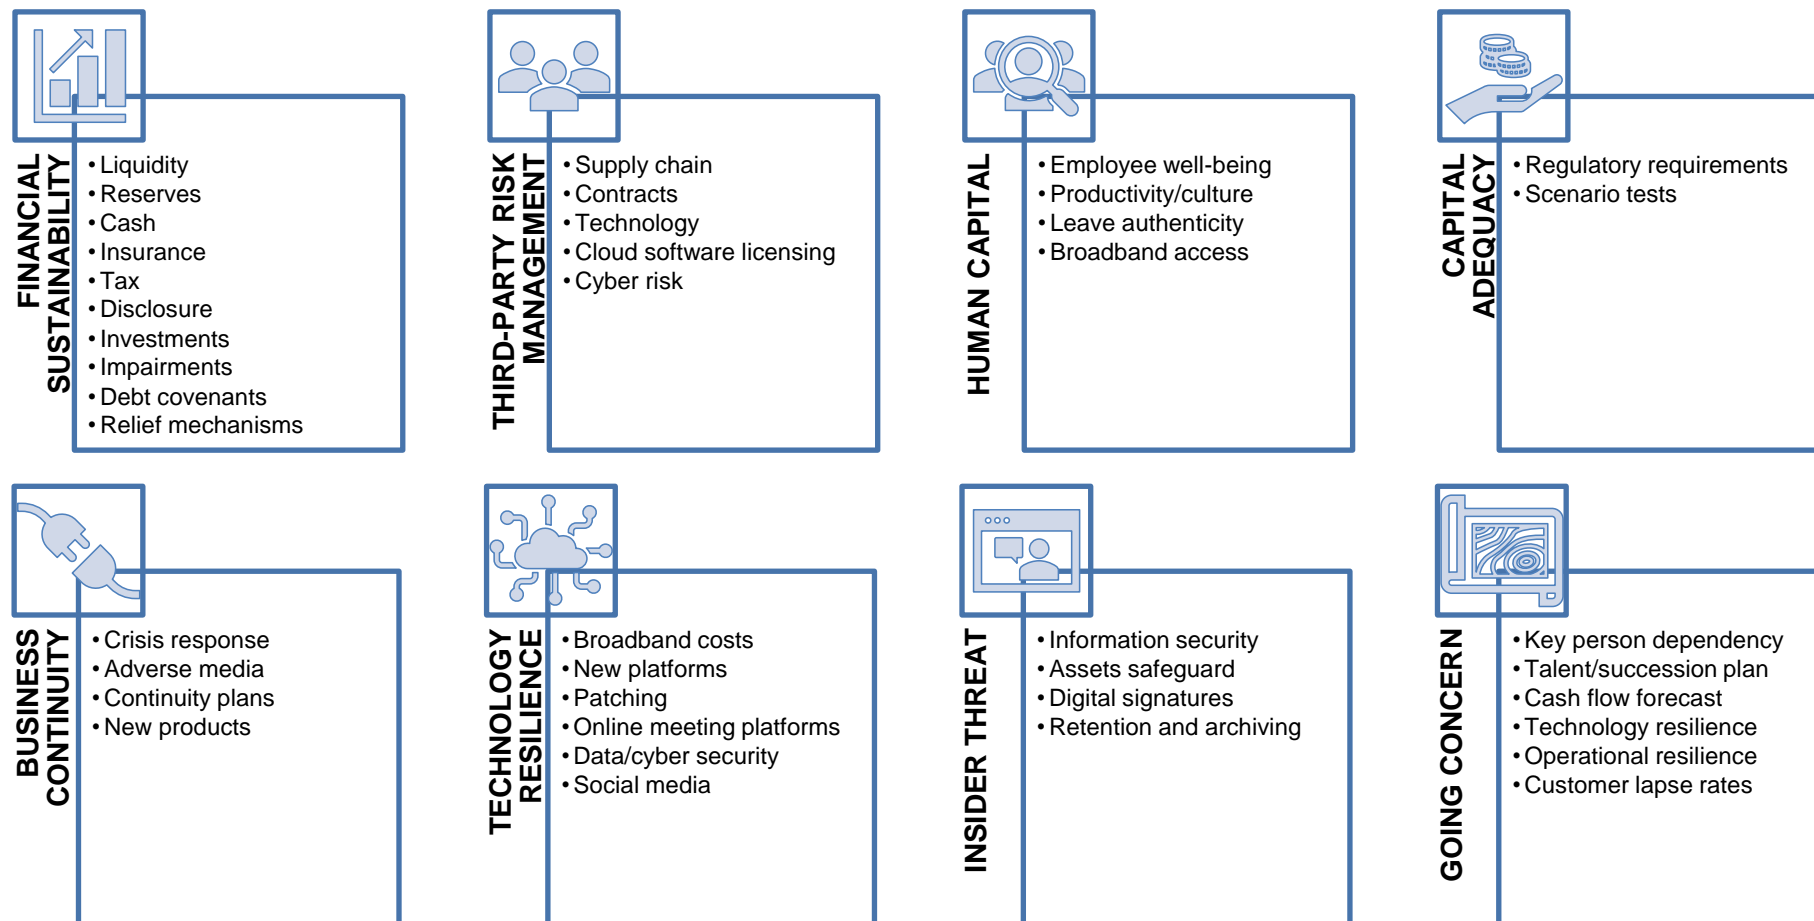 FINANCIAL
SUSTAINABILITY
• Liquidity
• Reserves
• Cash
• Insurance
• Tax
• Disclosure
• Investments
• Impairments
• Debt covenants
• Relief mechanisms
THIRD-PARTY RISK
MANAGEMENT
• Supply chain
• Contracts
• Technology
• Cloud software licensing
• Cyber risk
HUMAN CAPITAL
• Employee well-being
• Productivity/culture
• Leave authenticity
• Broadband access
CAPITAL
ADEQUACY
• Regulatory requirements
• Scenario tests
BUSINESS
CONTINUITY
• Crisis response
• Adverse media
• Continuity plans
• New products
TECHNOLOGY
RESILIENCE
• Broadband costs
• New platforms
• Patching
• Online meeting platforms
• Data/cyber security
• Social media
INSIDER THREAT
• Information security
• Assets safeguard
• Digital signatures
• Retention and archiving
GOING CONCERN
• Key person dependency
• Talent/succession plan
• Cash flow forecast
• Technology resilience
• Operational resilience
• Customer lapse rates